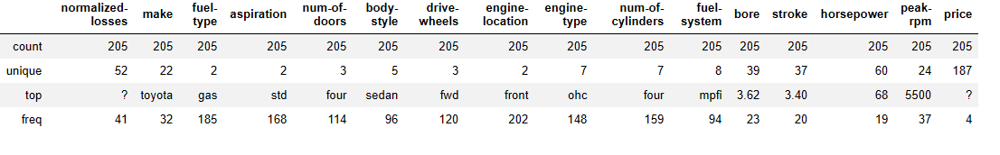 normalized-losses make fuel-type aspiration num-of-doors body-style drive-wheels engine-location engine-type num-of-cylinders fuel-system bore stroke horsepower peak-rpm price
count 205 205 205 205 205 205 205 205 205 205 205 205 205 205 205 205
unique 52 22 2 2 3 5 3 2 7 7 8 39 37 60 24 187
top ? toyota gas std four sedan fwd front ohc four mpfi 3.62 3.40 68 5500 ?
freq 41 32 185 168 114 96 120 202 148 159 94 23 20 19 37 4